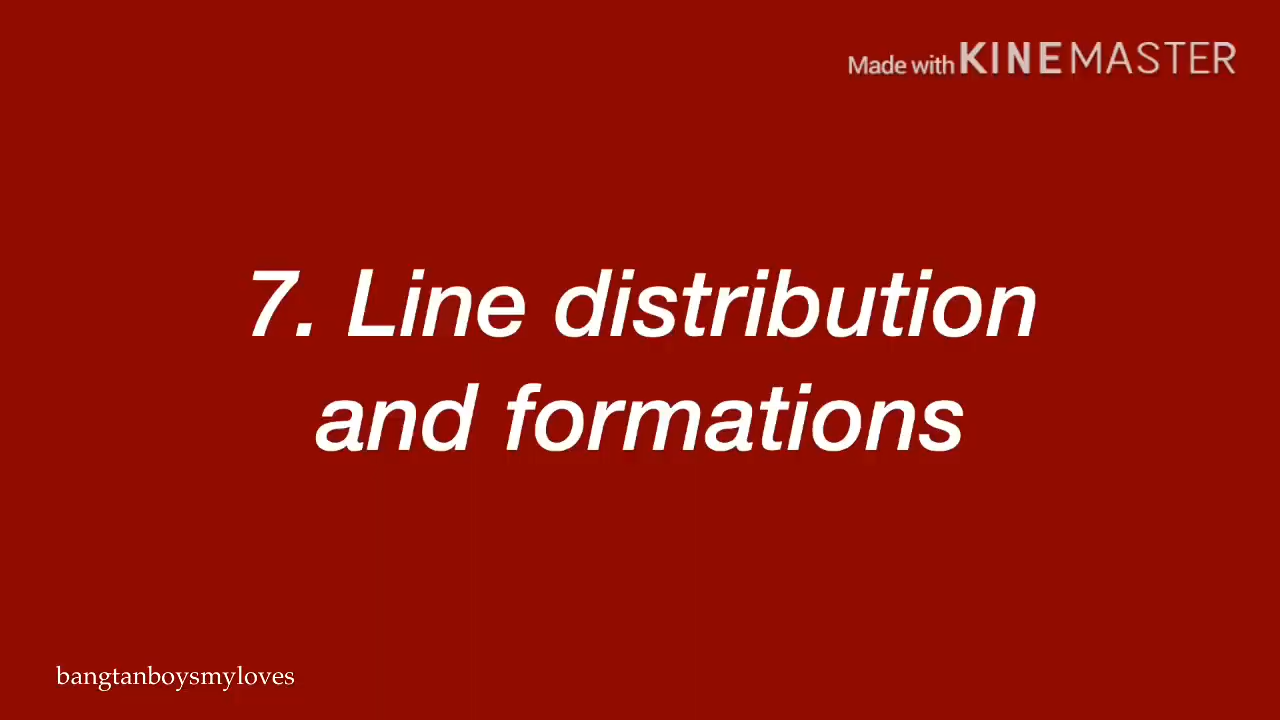 Made with KINEMASTER
7. Line distribution
and formations
bangtanboysmyloves